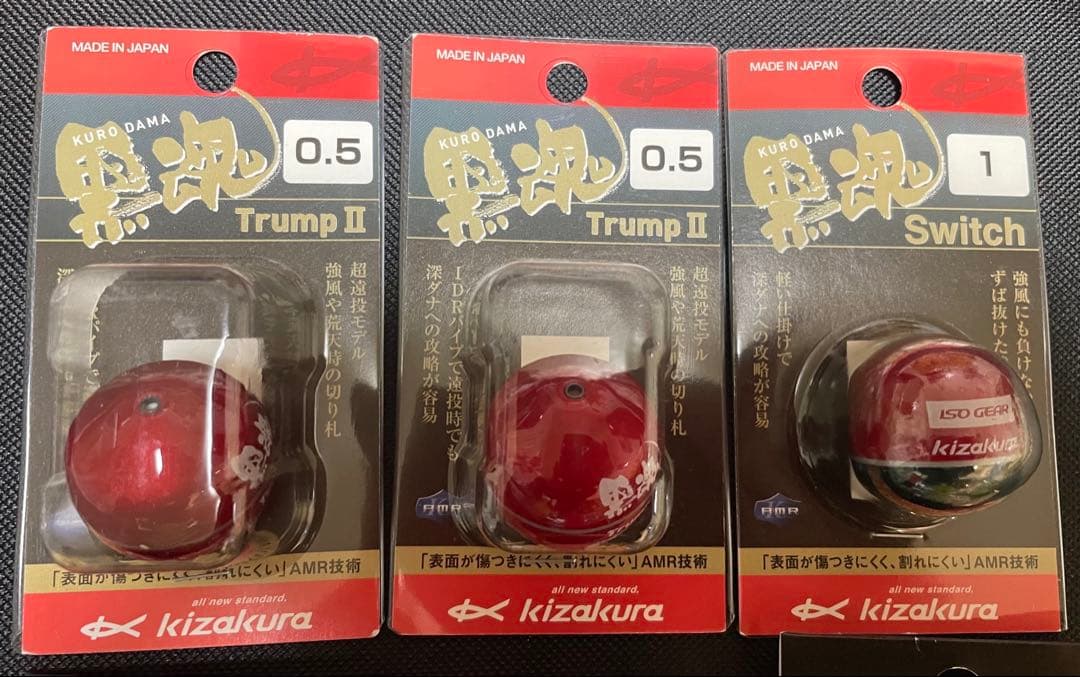 MADE IN JAPAN
KURO DAMA
黒魂
0.5
Trump II
超遠投モデル
強風や荒天時の切り札
黒魂
「表面が傷つきにくく、割れにくい」AMR技術
all new standard.
kizakura
MADE IN JAPAN
KURO DAMA
黒魂
0.5
Trump II
超遠投モデル
強風や荒天時の切り札
IDRパイプで遠投時でも
深ダナへの攻略が容易
黒魂
AMR
「表面が傷つきにくく、割れにくい」AMR技術
all new standard.
kizakura
MADE IN JAPAN
KURO DAMA
黒魂
1
Switch
強風にも負けな
ずば抜けた
軽い仕掛けで
深ダナへの攻略が容易
ISO GEAR
kizakura
AMR
「表面が傷つきにくく、割れにくい」AMR技術
all new standard.
kizakura